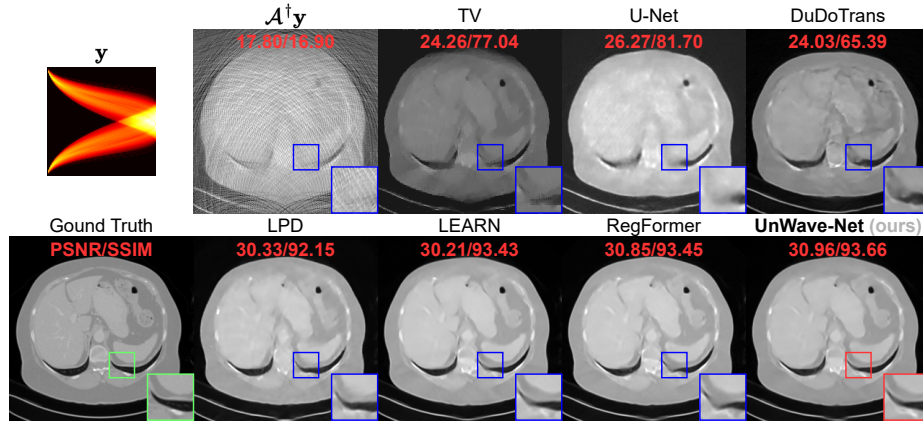 y
𝒜†y
17.80/16.90
TV
24.26/77.04
U-Net
26.27/81.70
DuDoTrans
24.03/65.39
Gound Truth
PSNR/SSIM
LPD
30.33/92.15
LEARN
30.21/93.43
RegFormer
30.85/93.45
UnWave-Net (ours)
30.96/93.66